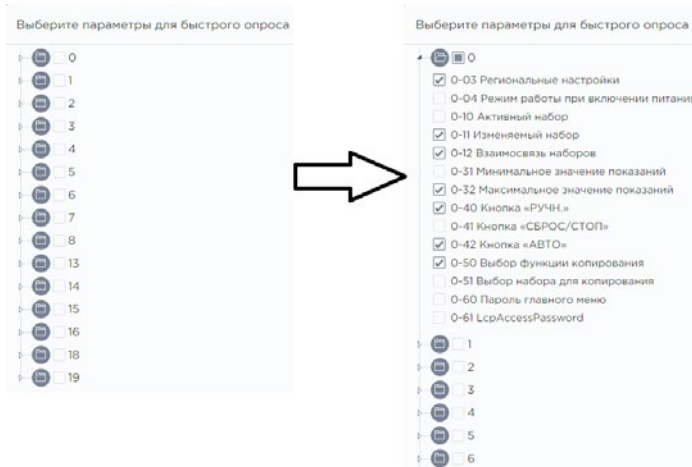 Выберите параметры для быстрого опроса
0
1
2
3
4
5
6
7
8
13
14
15
16
18
19
Выберите параметры для быстрого опроса
0
0-03 Региональные настройки
0-04 Режим работы при включении питания
0-10 Активный набор
0-11 Изменяемый набор
0-12 Взаимосвязь наборов
0-31 Минимальное значение показаний
0-32 Максимальное значение показаний
0-40 Кнопка «РУЧН.»
0-41 Кнопка «СБРОС/СТОП»
0-42 Кнопка «АВТО»
0-50 Выбор функции копирования
0-51 Выбор набора для копирования
0-60 Пароль главного меню
0-61 LcpAccessPassword
1
2
3
4
5
6